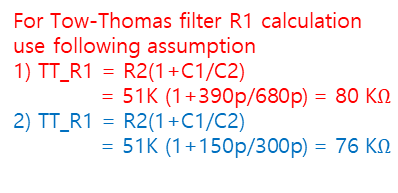 For Tow-Thomas filter R1 calculation
use following assumption
1) TT_R1 = R2(1+C1/C2)
= 51K (1+390p/680p) = 80 KΩ
2) TT_R1 = R2(1+C1/C2)
= 51K (1+150p/300p) = 76 KΩ